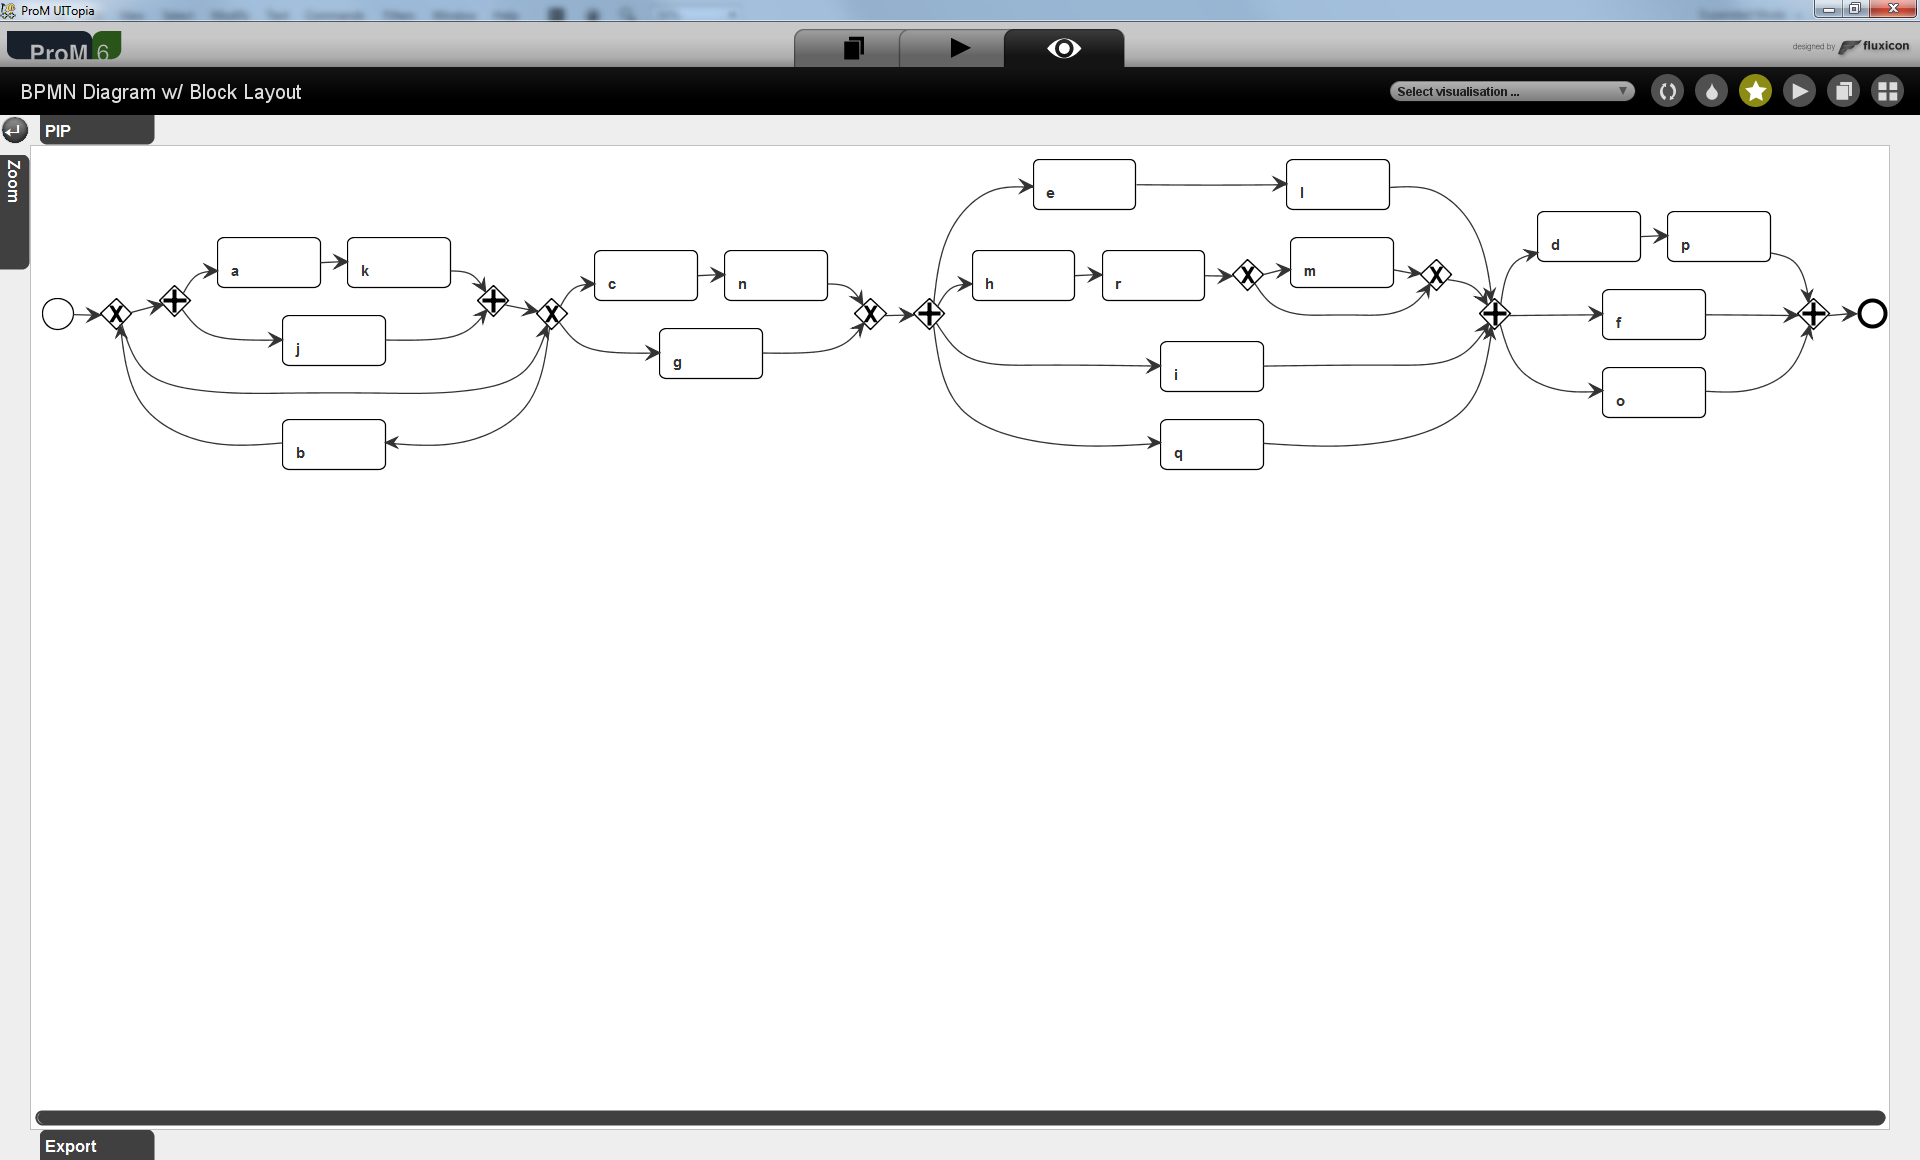 ProM UITopia
ProM 6
designed by fluxicon
BPMN Diagram w/ Block Layout
Select visualisation ...
PIP
Zoom
e
l
d
p
a
k
c
n
h
r
m
j
g
f
i
o
b
q
Export